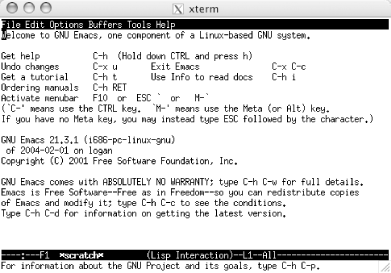 xterm
File Edit Options Buffers Tools Help
Welcome to GNU Emacs, one component of a Linux-based GNU system.
Get help C-h (Hold down CTRL and press h)
Undo changes C-x u Exit Emacs C-x C-c
Get a tutorial C-h t Use Info to read docs C-h i
Ordering manuals C-h RET
Activate menubar F10 or ESC ` or M-`
(`C-' means use the CTRL key. `M-' means use the Meta (or Alt) key.
If you have no Meta key, you may instead type ESC followed by the character.)
GNU Emacs 21.3.1 (i686-pc-linux-gnu)
of 2004-02-01 on logan
Copyright (C) 2001 Free Software Foundation, Inc.
GNU Emacs comes with ABSOLUTELY NO WARRANTY; type C-h C-w for full details.
Emacs is Free Software--Free as in Freedom--so you can redistribute copies
of Emacs and modify it; type C-h C-c to see the conditions.
Type C-h C-d for information on getting the latest version.
----:---F1 *scratch* (Lisp Interaction)--L1--All----------------------
For information about the GNU Project and its goals, type C-h C-p.